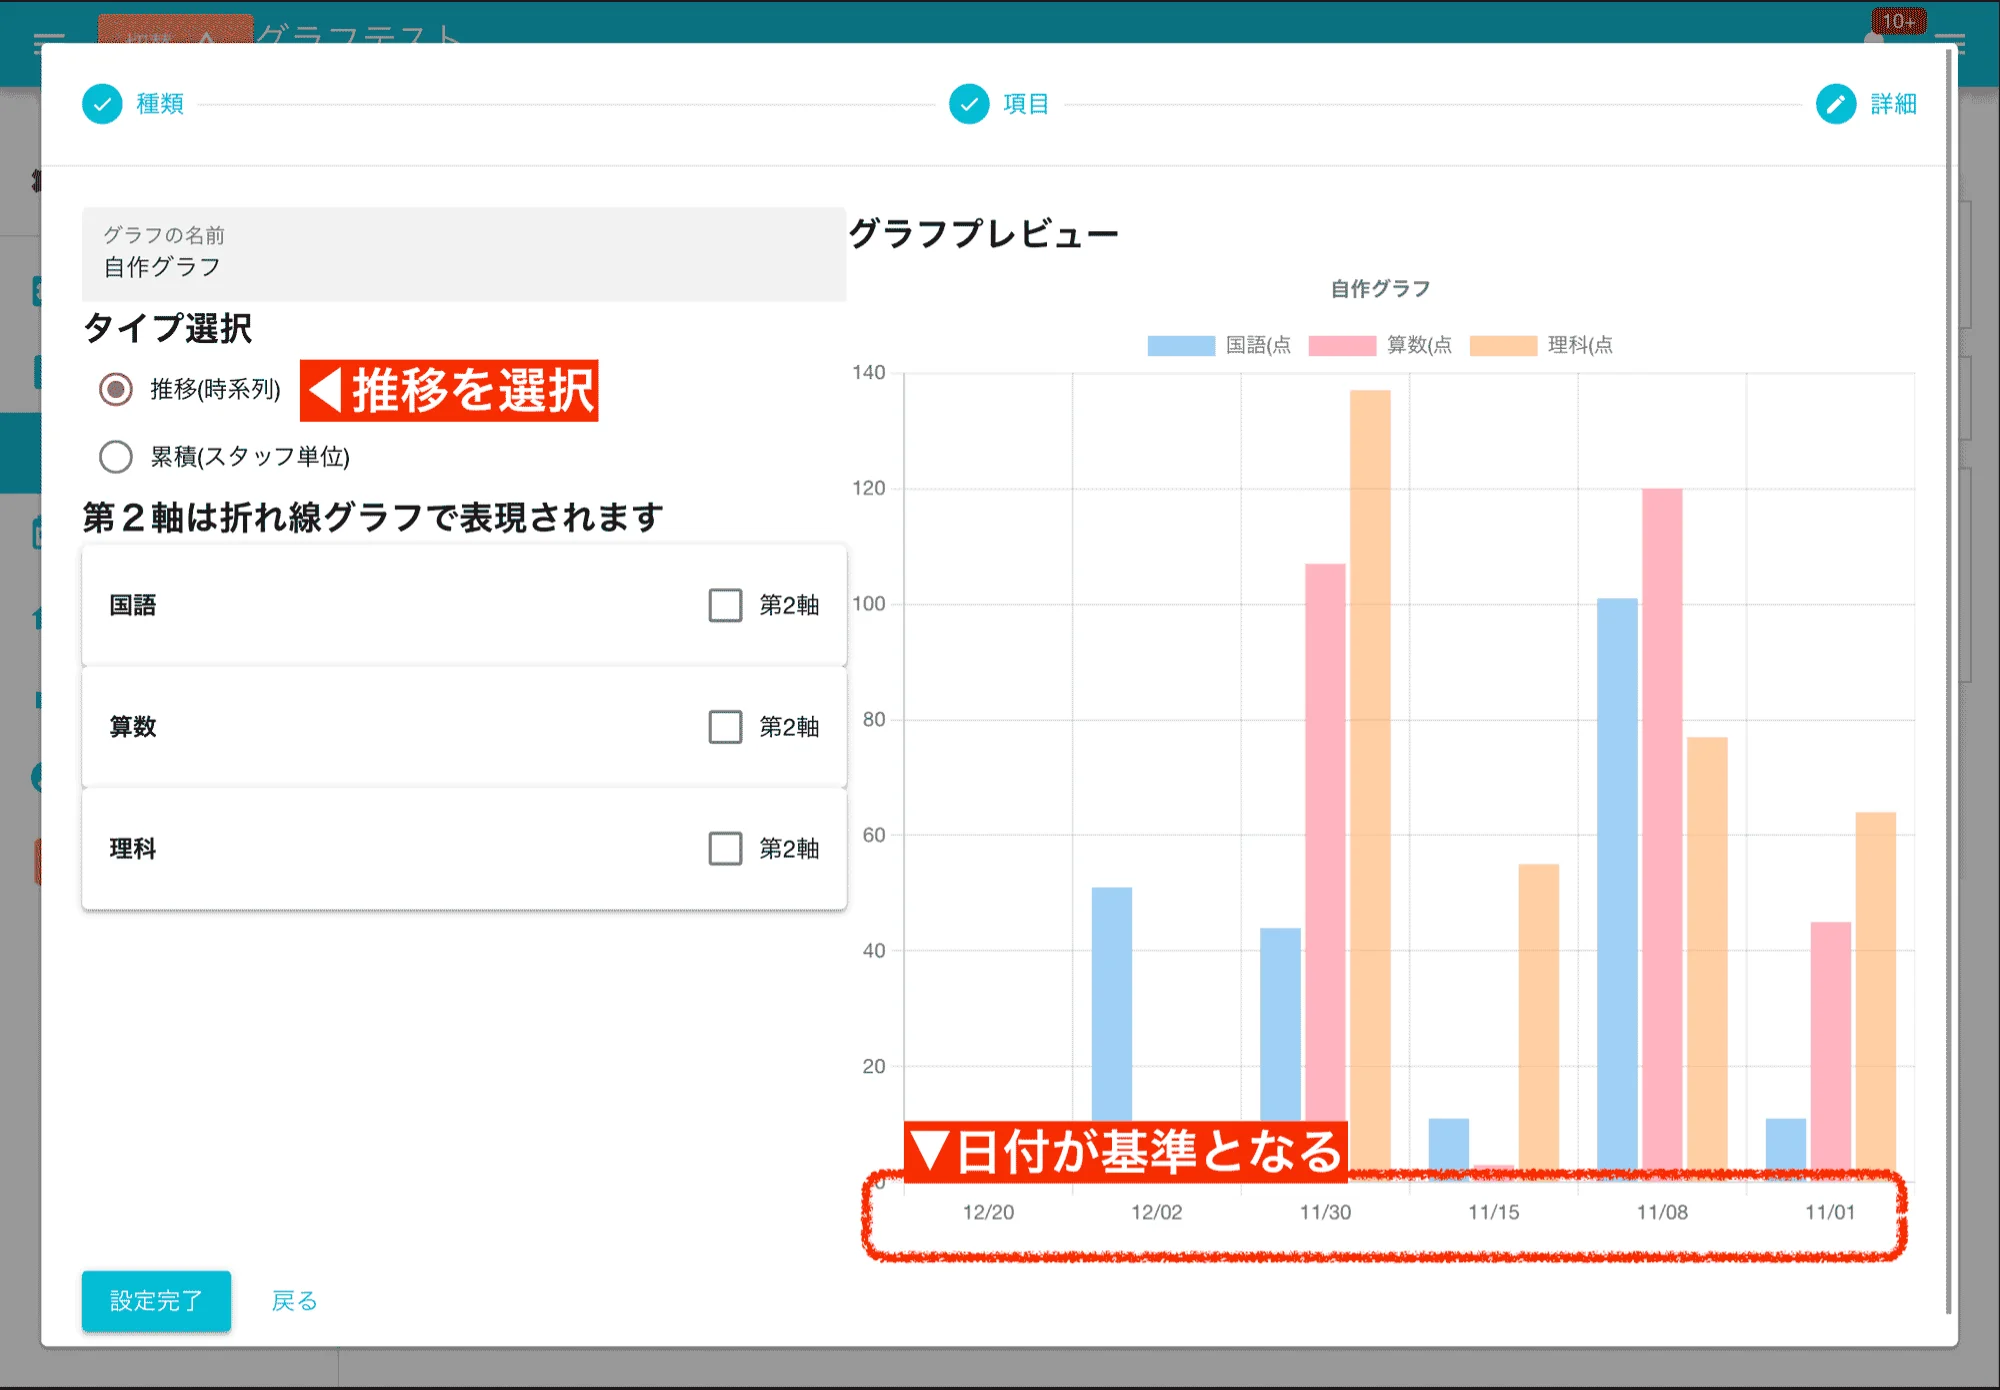 グラフテスト
10+
種類
項目
詳細
グラフの名前
自作グラフ
タイプ選択
推移(時系列)
◀推移を選択
累積(スタッフ単位)
第２軸は折れ線グラフで表現されます
国語
第2軸
算数
第2軸
理科
第2軸
設定完了
戻る
グラフプレビュー
自作グラフ
国語(点
算数(点
理科(点
140
120
100
80
60
40
20
0
▼日付が基準となる
12/20
12/02
11/30
11/15
11/08
11/01